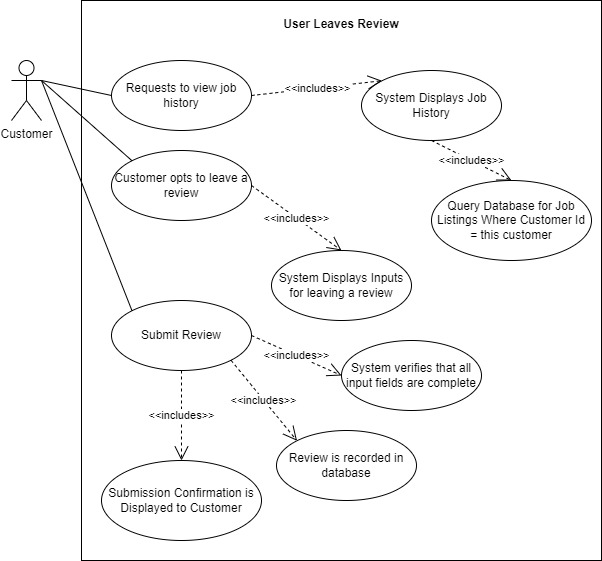 User Leaves Review
Requests to view job
history
<<includes>>
System Displays Job
History
Customer
<<includes>>
Customer opts to leave a
review
Query Database for Job
Listings Where Customer Id
= this customer
<<includes>>
System Displays Inputs
for leaving a review
Submit Review
<<includes>>
System verifies that all
input fields are complete
<<includes>>
<<includes>>
Review is recorded in
database
Submission Confirmation is
Displayed to Customer